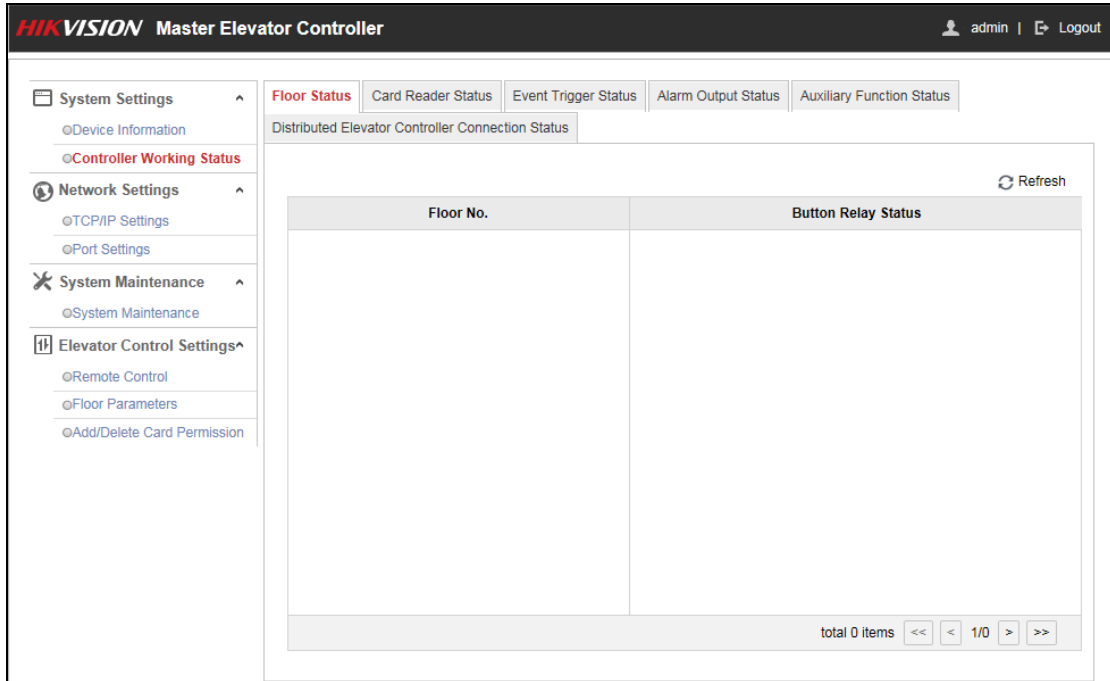 HIKVISION Master Elevator Controller admin | Logout
System Settings
Device Information
Controller Working Status
Network Settings
TCP/IP Settings
Port Settings
System Maintenance
System Maintenance
Elevator Control Settings
Remote Control
Floor Parameters
Add/Delete Card Permission
Floor Status Card Reader Status Event Trigger Status Alarm Output Status Auxiliary Function Status
Distributed Elevator Controller Connection Status
Refresh
Floor No. Button Relay Status
total 0 items << < 1/0 > >>